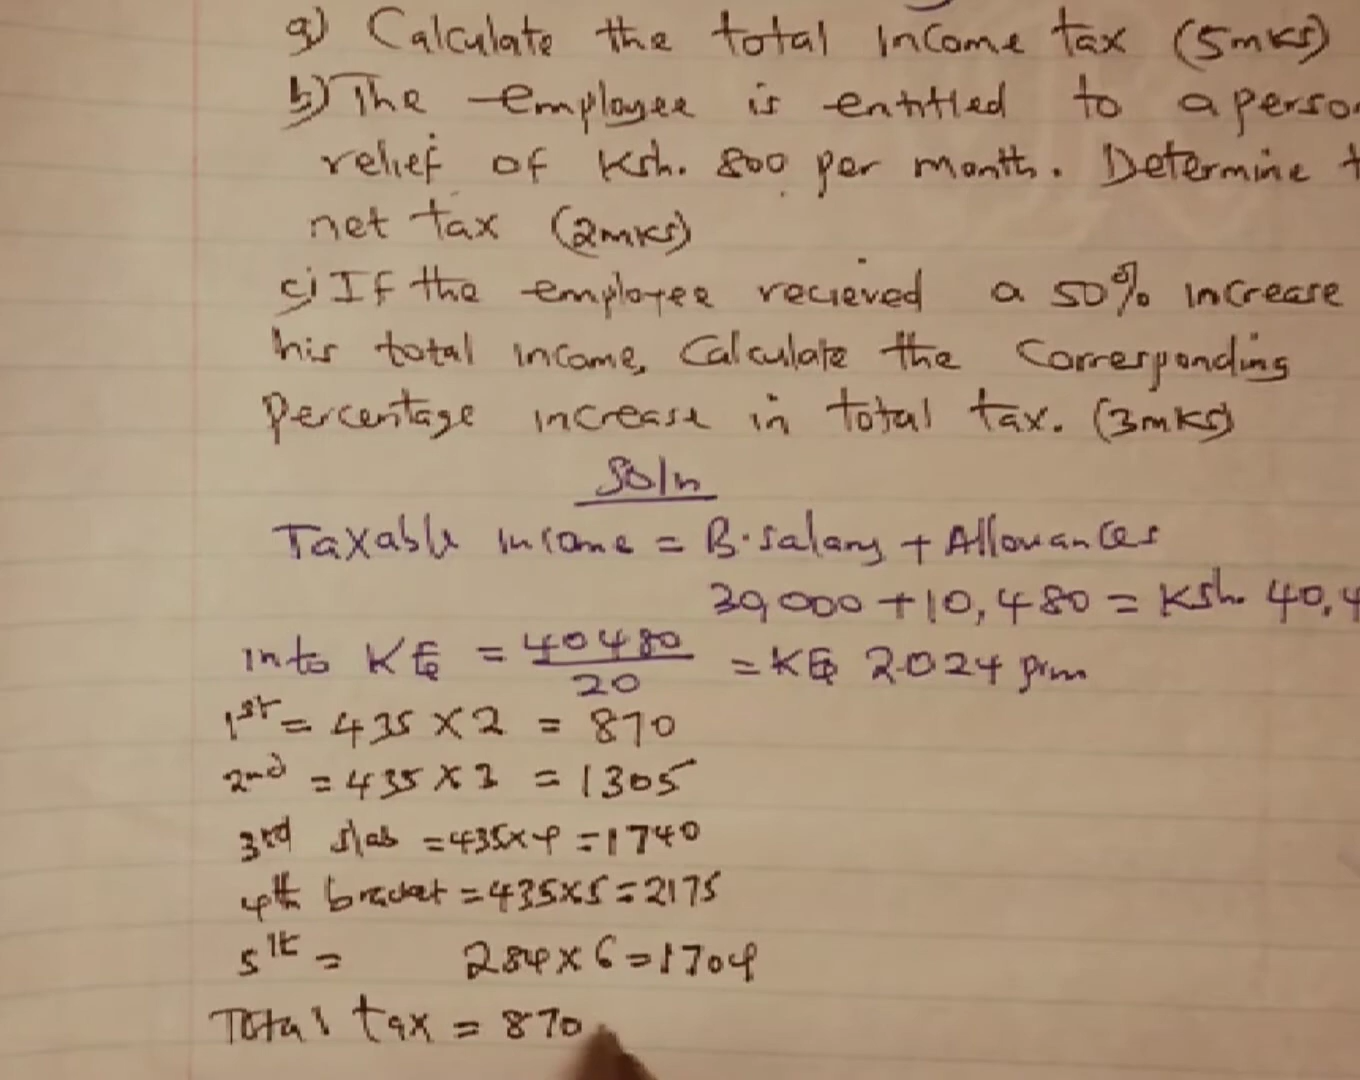 a) Calculate the total income tax (5mks)
b) The employee is entitled to a perso
relief of Ksh. 800 per month. Determine t
net tax (2mks)
c) If the employee recieved a 50% increase
his total income, Calculate the Corresponding
Percentage increase in total tax. (3mks)
Soln
Taxable income = B.salary + Allowances
30,000 + 10,480 = Ksh. 40,4
into K£ = 40480/20 = K£ 2024 p.m
1st = 435 X 2 = 870
2nd = 435 X 3 = 1305
3rd slab = 435 x 4 = 1740
4th bracket = 435x5 = 2175
5th = 284 x 6 = 1704
Total tax = 870